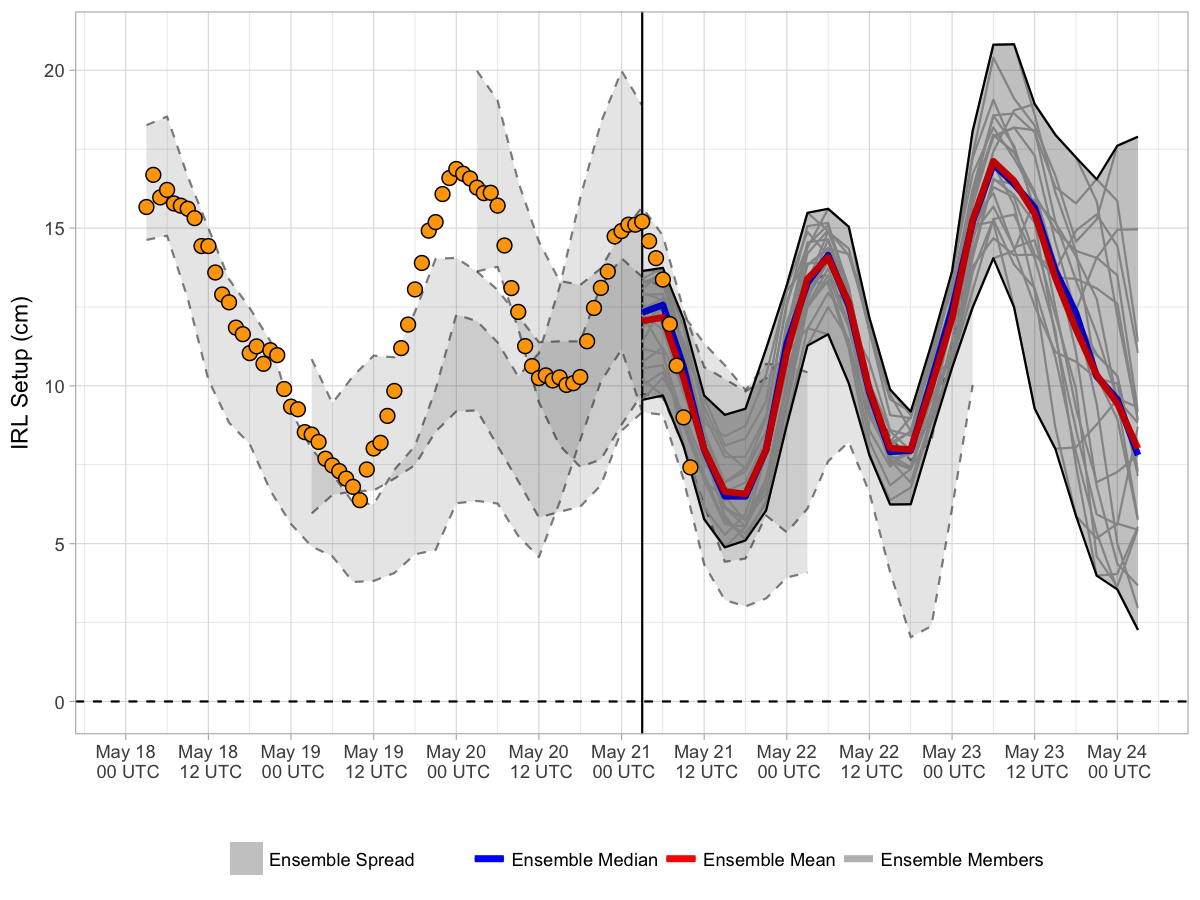 IRL Setup (cm)
20
15
10
5
0
May 18 May 18 May 19 May 19 May 20 May 20 May 21 May 21 May 22 May 22 May 23 May 23 May 24
00 UTC 12 UTC 00 UTC 12 UTC 00 UTC 12 UTC 00 UTC 12 UTC 00 UTC 12 UTC 00 UTC 12 UTC 00 UTC
Ensemble Spread Ensemble Median Ensemble Mean Ensemble Members